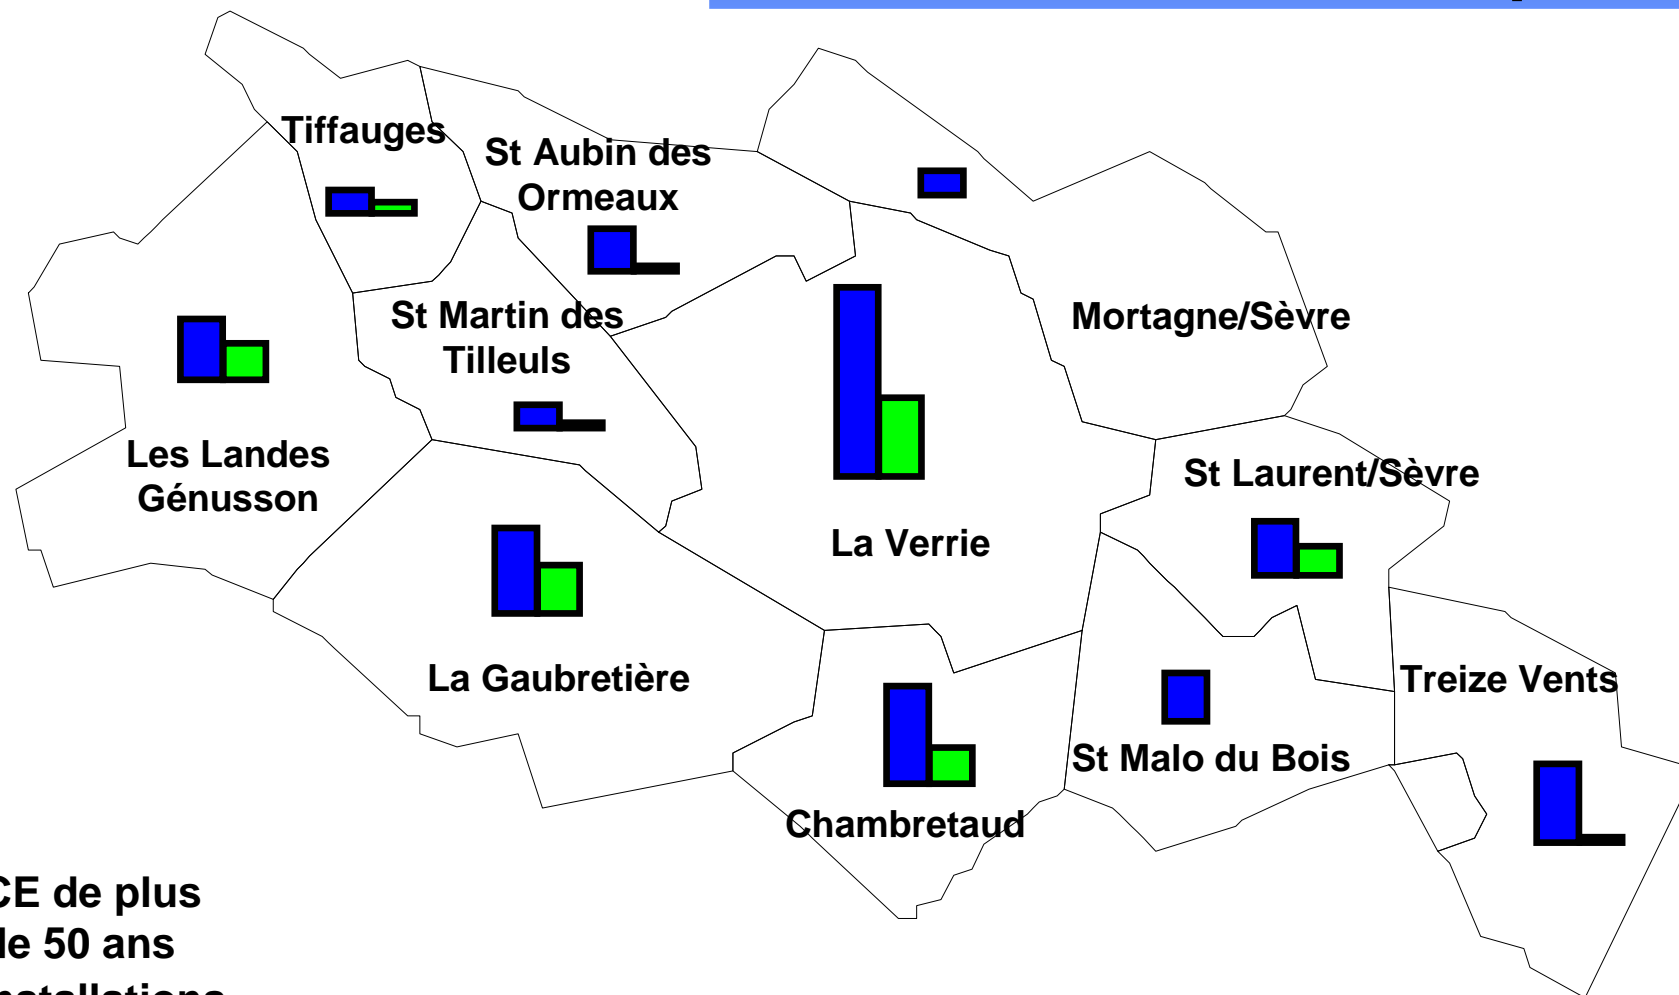 Tiffauges
St Aubin des
Ormeaux
St Martin des
Tilleuls
Mortagne/Sèvre
Les Landes
Génusson
St Laurent/Sèvre
La Verrie
La Gaubretière
Treize Vents
St Malo du Bois
Chambretaud
CE de plus
de 50 ans